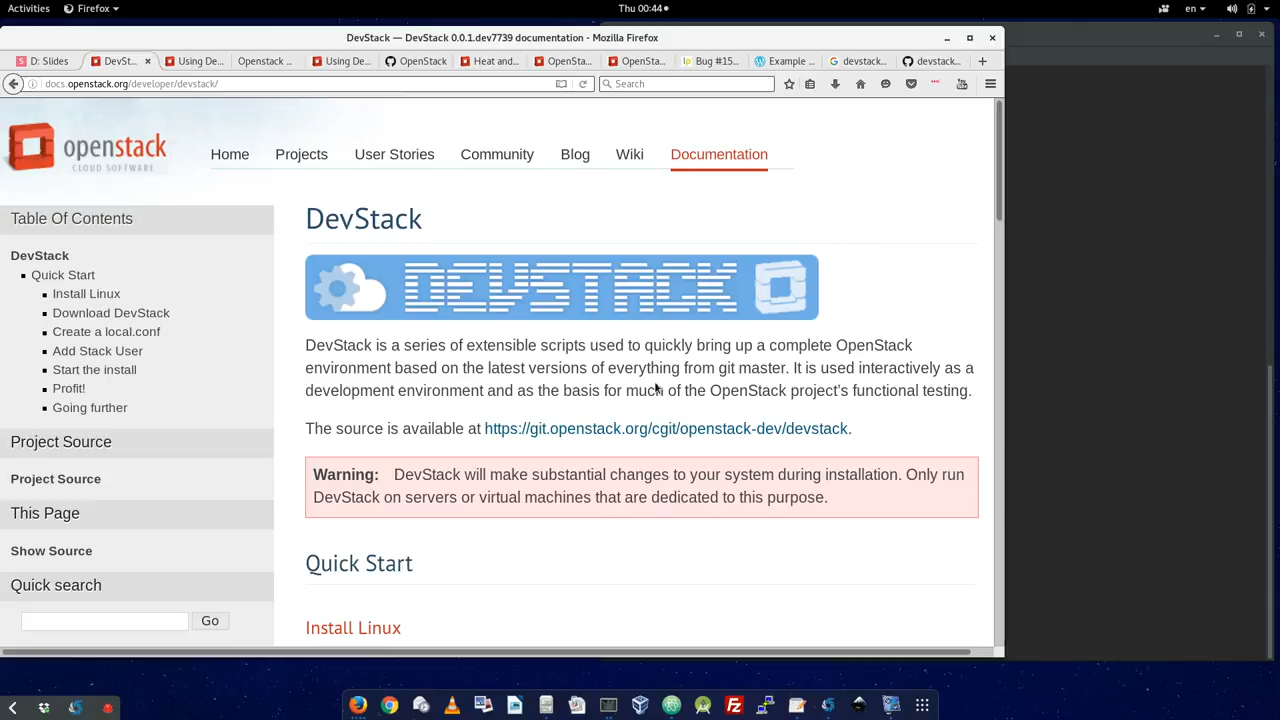 Activities
Firefox
Thu 00:44
en
DevStack — DevStack 0.0.1.dev7739 documentation - Mozilla Firefox
D: Slides
DevSt...
Using De...
Openstack ...
Using De...
OpenStack
Heat and...
OpenSta...
OpenSta...
Bug #15...
Example ...
devstack...
devstack...
docs.openstack.org/developer/devstack/
Search
openstack
CLOUD SOFTWARE
Home
Projects
User Stories
Community
Blog
Wiki
Documentation
Table Of Contents
DevStack
Quick Start
Install Linux
Download DevStack
Create a local.conf
Add Stack User
Start the install
Profit!
Going further
Project Source
Project Source
This Page
Show Source
Quick search
Go
DevStack
DEVSTACK
DevStack is a series of extensible scripts used to quickly bring up a complete OpenStack
environment based on the latest versions of everything from git master. It is used interactively as a
development environment and as the basis for much of the OpenStack project's functional testing.
The source is available at https://git.openstack.org/cgit/openstack-dev/devstack.
Warning: DevStack will make substantial changes to your system during installation. Only run
DevStack on servers or virtual machines that are dedicated to this purpose.
Quick Start
Install Linux